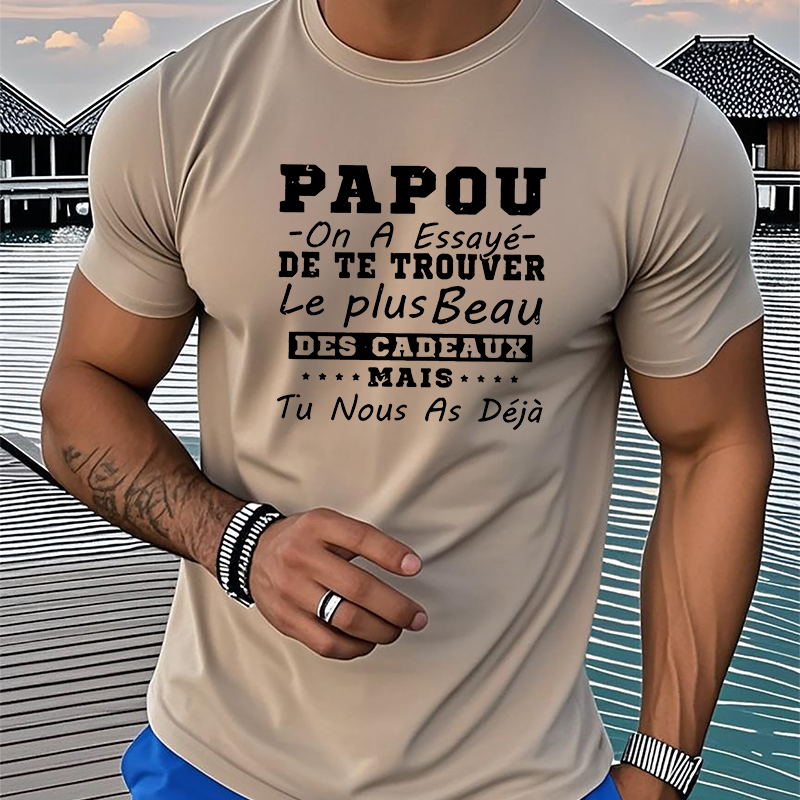 PAPOU
-On A Essayé-
DE TE TROUVER
Le plus Beau
DES CADEAUX
MAIS
Tu Nous As Déjà